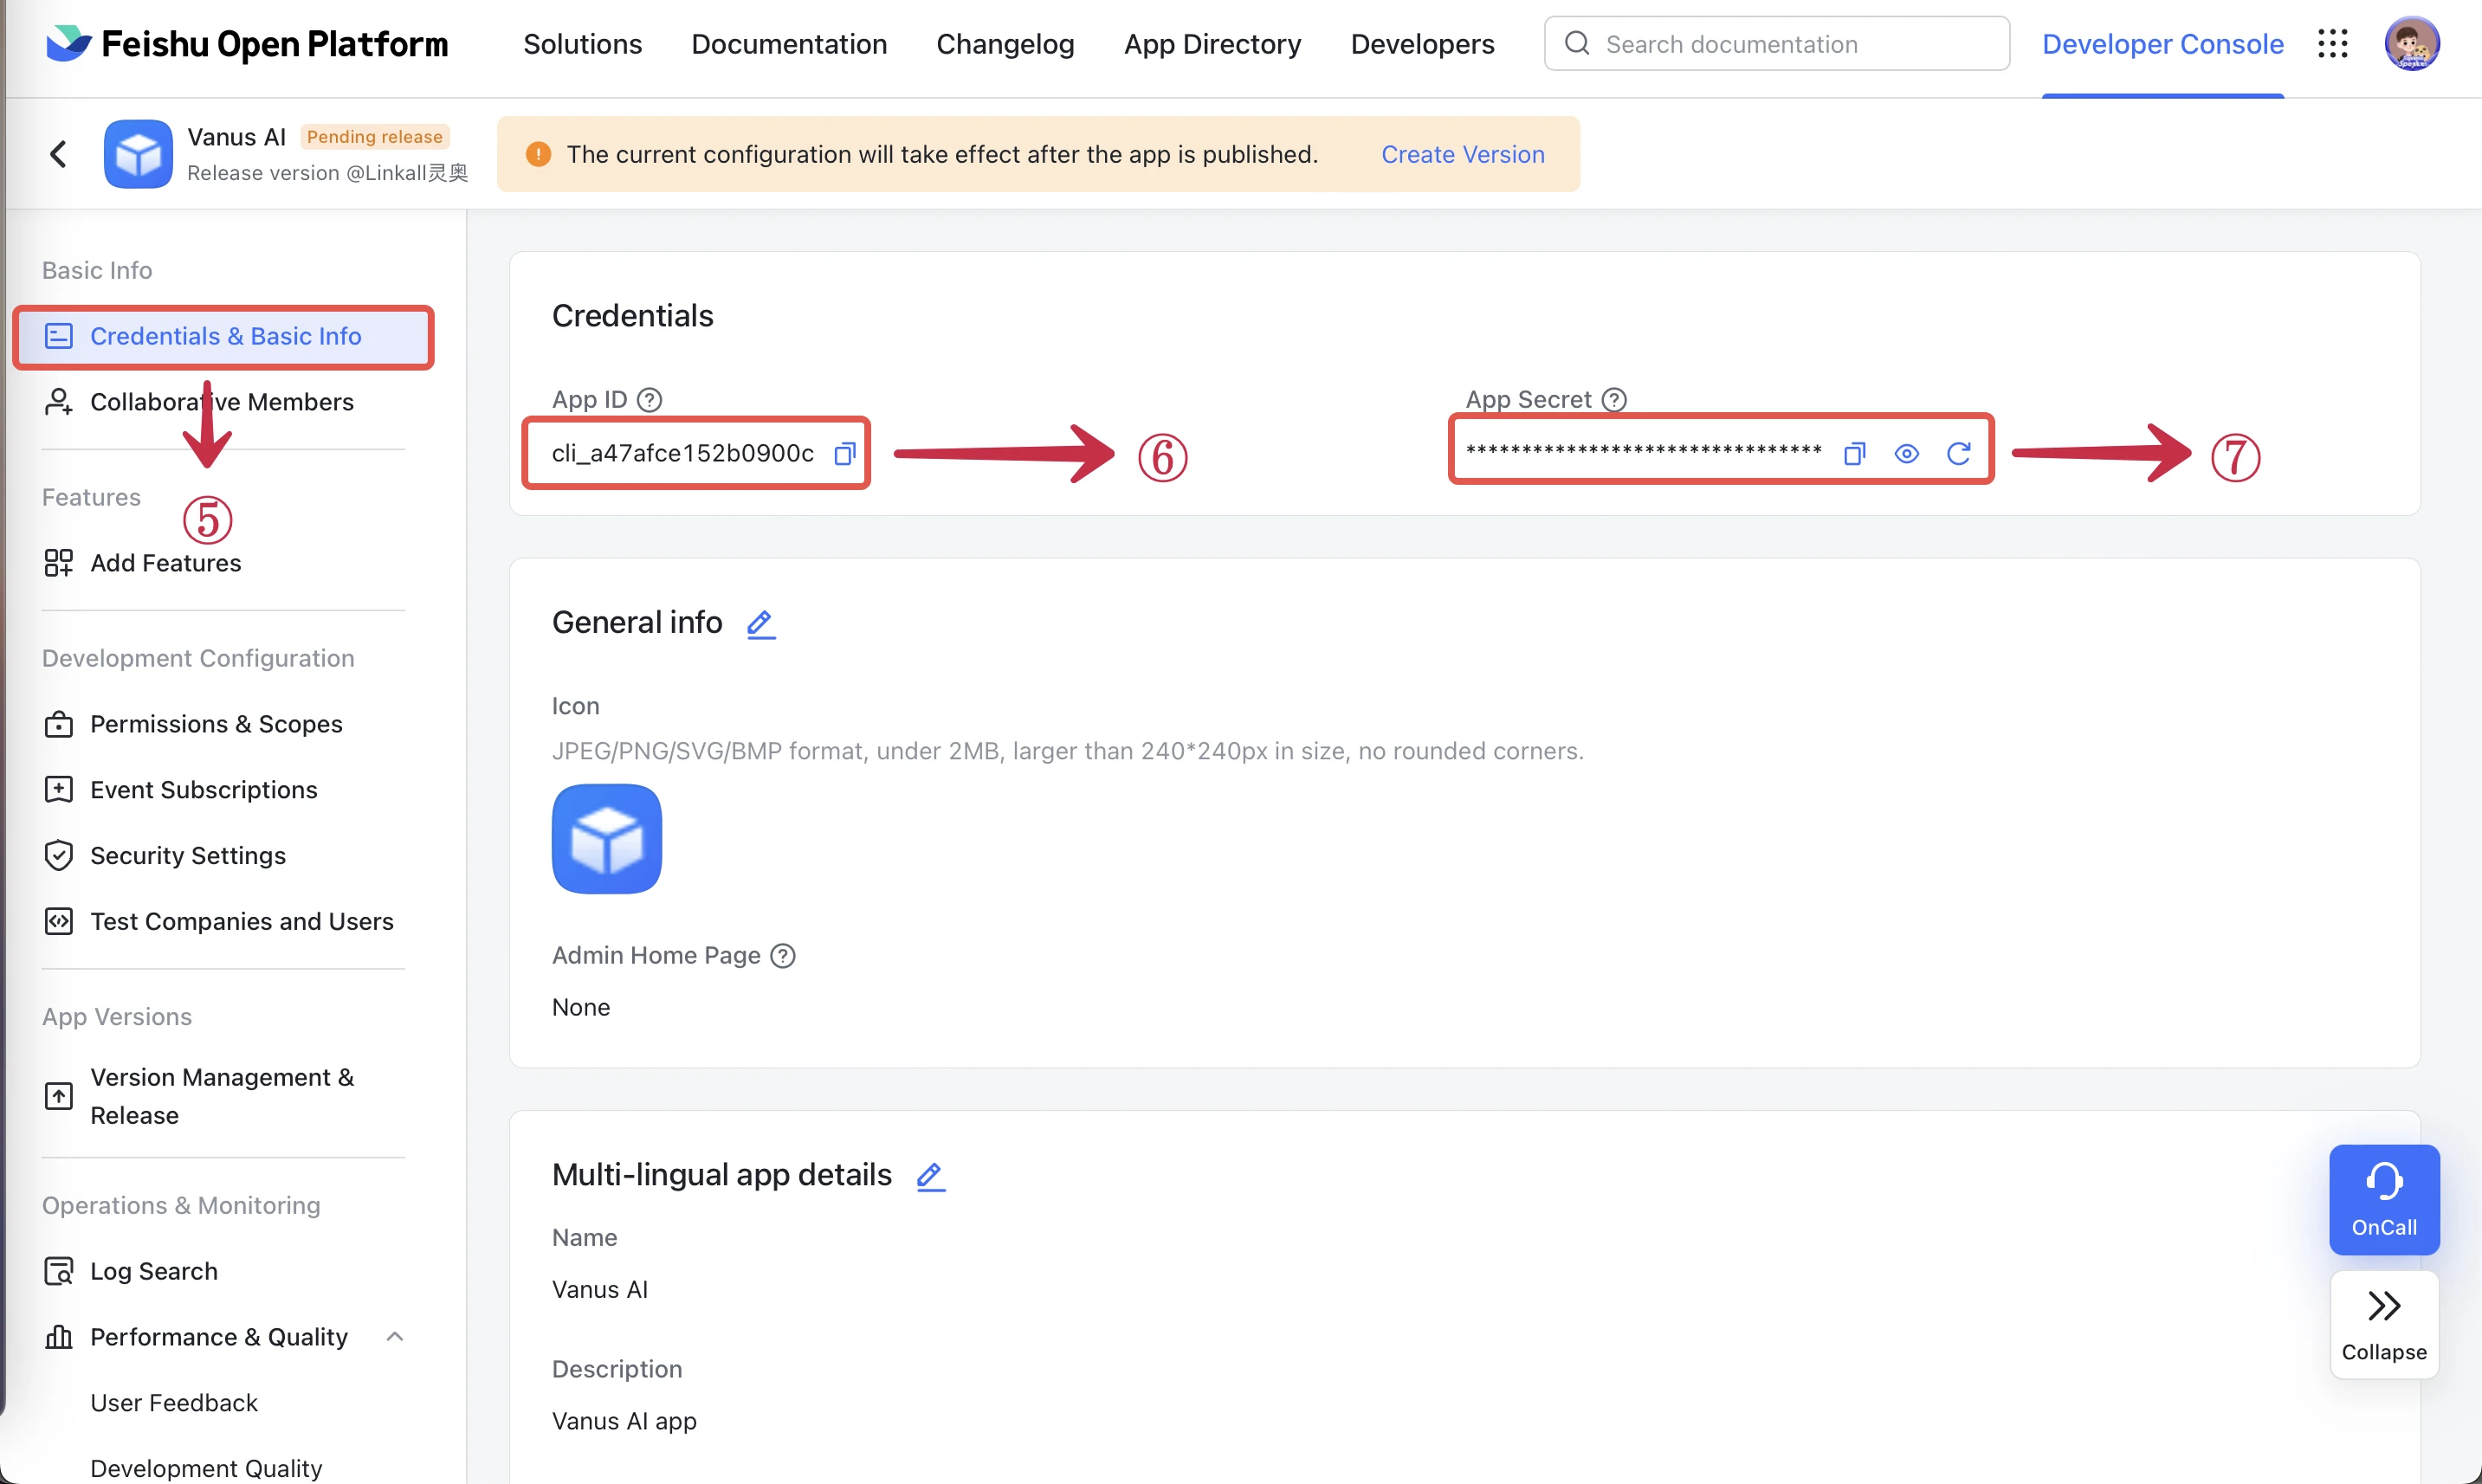 Feishu Open Platform
Solutions
Documentation
Changelog
App Directory
Developers
Search documentation
Developer Console
Vanus AI
Pending release
Release version @Linkall灵奥
The current configuration will take effect after the app is published.
Create Version
Basic Info
Credentials & Basic Info
Collaborative Members
⑤
Features
Add Features
Development Configuration
Permissions & Scopes
Event Subscriptions
Security Settings
Test Companies and Users
App Versions
Version Management &
Release
Operations & Monitoring
Log Search
Performance & Quality
User Feedback
Development Quality
Credentials
App ID
cli_a47afce152b0900c
⑥
App Secret
********************************
⑦
General info
Icon
JPEG/PNG/SVG/BMP format, under 2MB, larger than 240*240px in size, no rounded corners.
Admin Home Page
None
Multi-lingual app details
Name
Vanus AI
Description
Vanus AI app
OnCall
Collapse